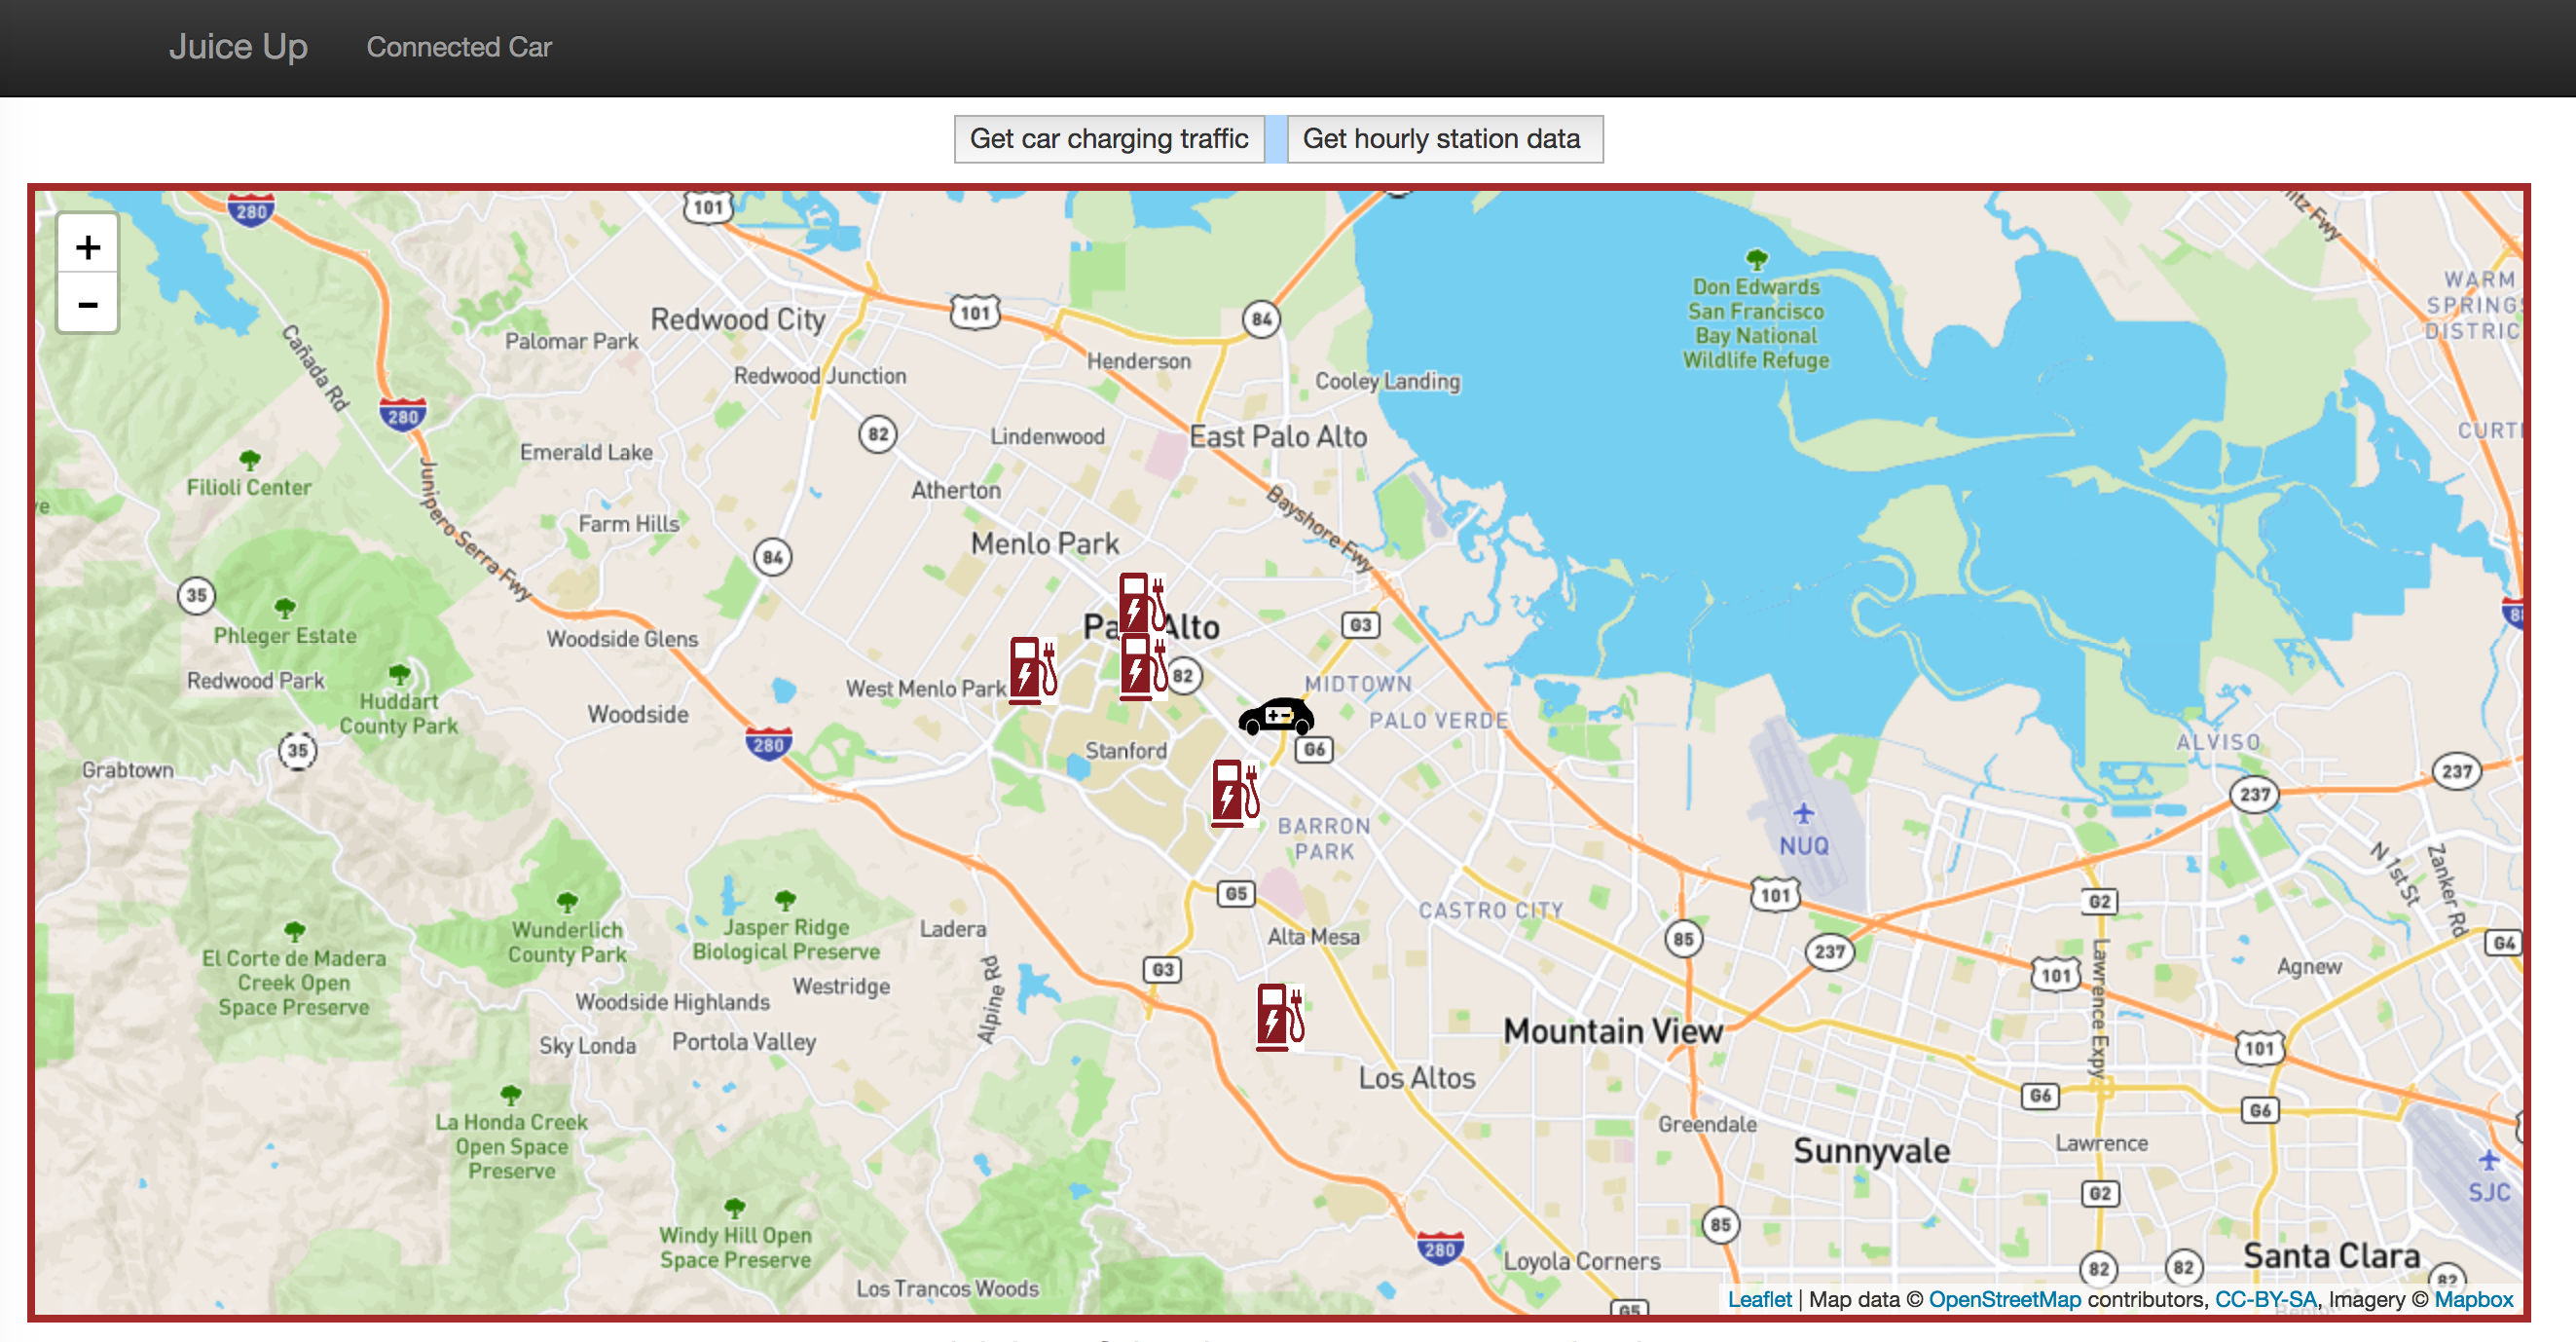 Juice Up
Connected Car
Get car charging traffic
Get hourly station data
+
−
280
101
Redwood City
101
84
Palomar Park
Cañada Rd
Redwood Junction
Henderson
Cooley Landing
Don Edwards
San Francisco
Bay National
Wildlife Refuge
WARM
DISTRIC
280
82
Lindenwood
East Palo Alto
CURTI
Emerald Lake
Filioli Center
Atherton
Junipero Serra Fwy
Farm Hills
Bayshore Fwy
Menlo Park
84
35
Phleger Estate
Woodside Glens
Alto
G3
Redwood Park
Huddart
County Park
West Menlo Park
82
MIDTOWN
Woodside
PALO VERDE
35
280
Stanford
G6
ALVISO
Grabtown
237
237
BARRON
PARK
NUQ
N 1st St
Zanker Rd
G5
101
G2
Wunderlich
County Park
Jasper Ridge
Biological Preserve
Ladera
CASTRO CITY
Alta Mesa
85
237
G4
El Corte de Madera
Creek Open
Space Preserve
G3
101
Lawrence Expy
Agnew
Westridge
Woodside Highlands
Alpine Rd
Sky Londa
Portola Valley
Mountain View
101
Los Altos
G6
G6
La Honda Creek
Open Space
Preserve
Greendale
Sunnyvale
Lawrence
SJC
G2
Windy Hill Open
Space Preserve
85
280
Loyola Corners
Santa Clara
82
82
82
Los Trancos Woods
G5
Leaflet | Map data © OpenStreetMap contributors, CC-BY-SA, Imagery © Mapbox